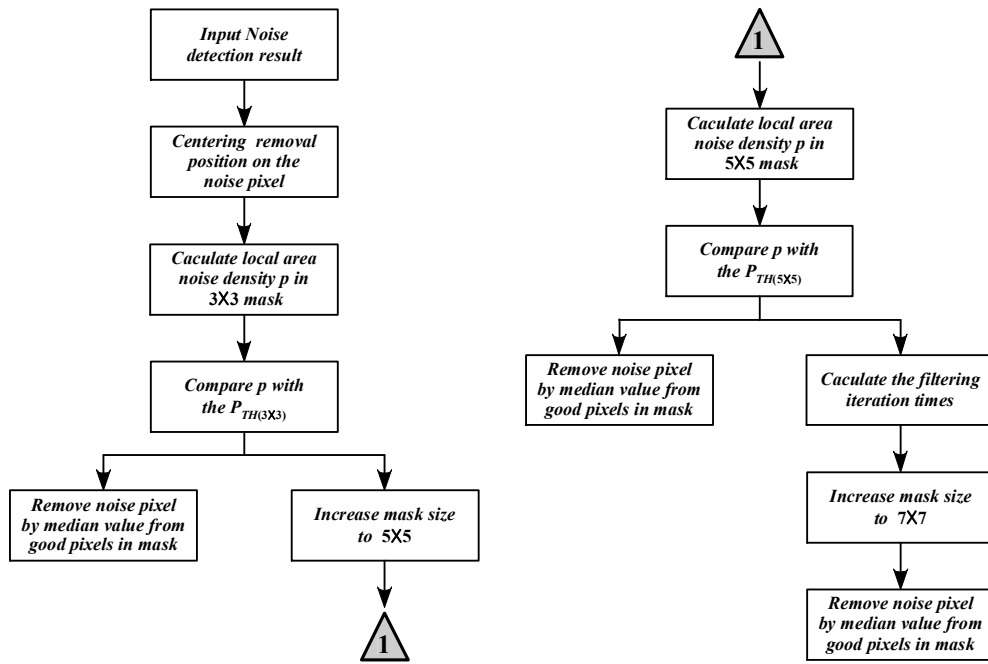 Input Noise
detection result
Centering removal
position on the
noise pixel
Caculate local area
noise density p in
3X3 mask
Compare p with
the P_TH(3X3)
Remove noise pixel
by median value from
good pixels in mask
Increase mask size
to 5X5
1
1
Caculate local area
noise density p in
5X5 mask
Compare p with
the P_TH(5X5)
Remove noise pixel
by median value from
good pixels in mask
Caculate the filtering
iteration times
Increase mask size
to 7X7
Remove noise pixel
by median value from
good pixels in mask